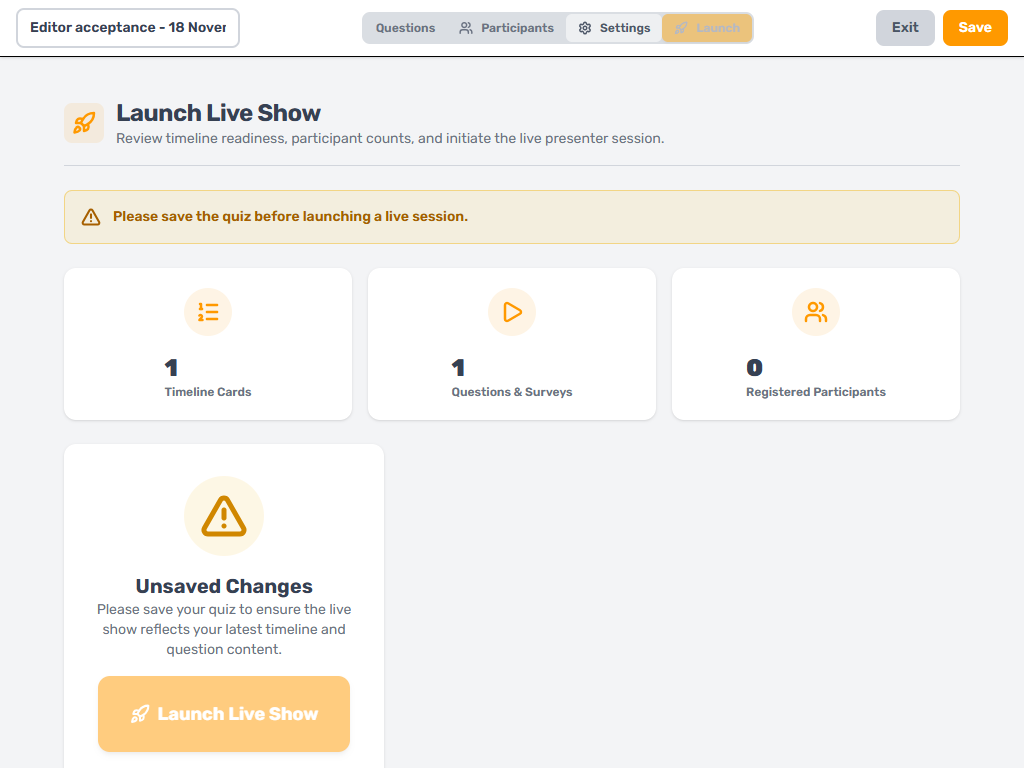 Editor acceptance - 18 Nover
Questions
Participants
Settings
Launch
Exit
Save
Launch Live Show
Review timeline readiness, participant counts, and initiate the live presenter session.
Please save the quiz before launching a live session.
1
Timeline Cards
1
Questions & Surveys
0
Registered Participants
Unsaved Changes
Please save your quiz to ensure the live
show reflects your latest timeline and
question content.
Launch Live Show